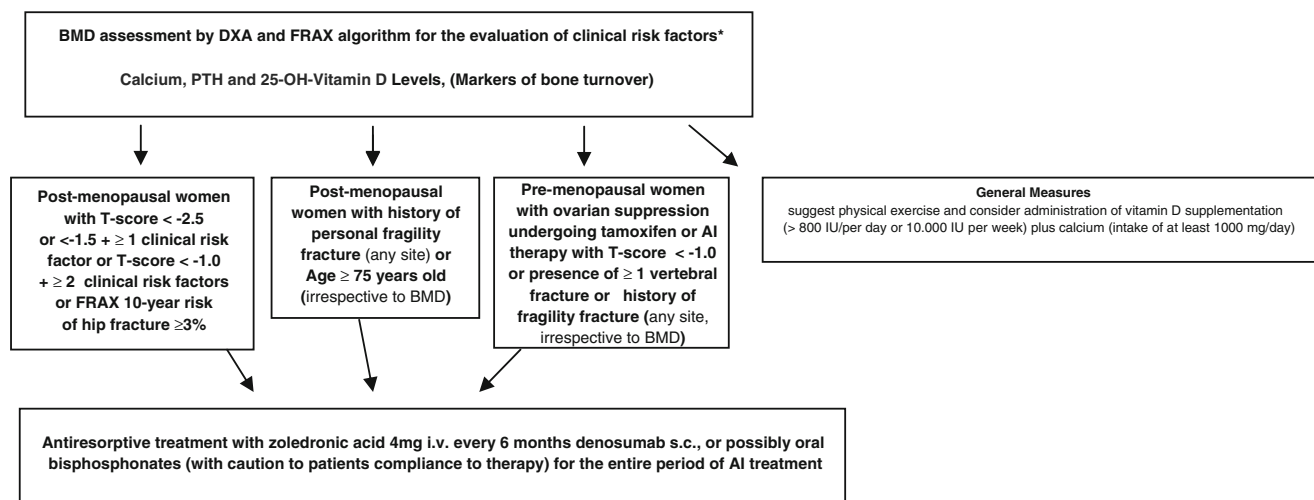 BMD assessment by DXA and FRAX algorithm for the evaluation of clinical risk factors*
Calcium, PTH and 25-OH-Vitamin D Levels, (Markers of bone turnover)
Post-menopausal women
with T-score < -2.5
or <-1.5 + ≥ 1 clinical risk
factor or T-score < -1.0
+ ≥ 2 clinical risk factors
or FRAX 10-year risk
of hip fracture ≥3%
Post-menopausal
women with history of
personal fragility
fracture (any site) or
Age ≥ 75 years old
(irrespective to BMD)
Pre-menopausal women
with ovarian suppression
undergoing tamoxifen or AI
therapy with T-score < -1.0
or presence of ≥ 1 vertebral
fracture or history of
fragility fracture (any site,
irrespective to BMD)
General Measures
suggest physical exercise and consider administration of vitamin D supplementation
(> 800 IU/per day or 10.000 IU per week) plus calcium (intake of at least 1000 mg/day)
Antiresorptive treatment with zoledronic acid 4mg i.v. every 6 months denosumab s.c., or possibly oral
bisphosphonates (with caution to patients compliance to therapy) for the entire period of AI treatment